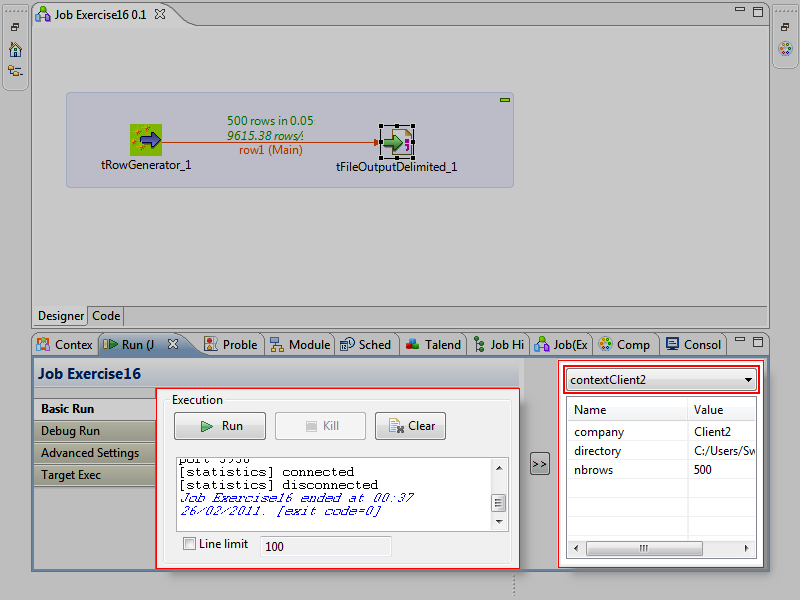 Job Exercise16 0.1
500 rows in 0.05
9615.38 rows/
row1 (Main)
tRowGenerator_1
tFileOutputDelimited_1
Designer
Code
Contex
Run (J
Proble
Module
Sched
Talend
Job Hi
Job(Ex
Comp
Consol
Job Exercise16
Basic Run
Debug Run
Advanced Settings
Target Exec
Execution
Run
Kill
Clear
port 3938
[statistics] connected
[statistics] disconnected
Job Exercise16 ended at 00:37
26/02/2011. [exit code=0]
Line limit
100
>>
contextClient2
Name Value
company Client2
directory C:/Users/Sw
nbrows 500